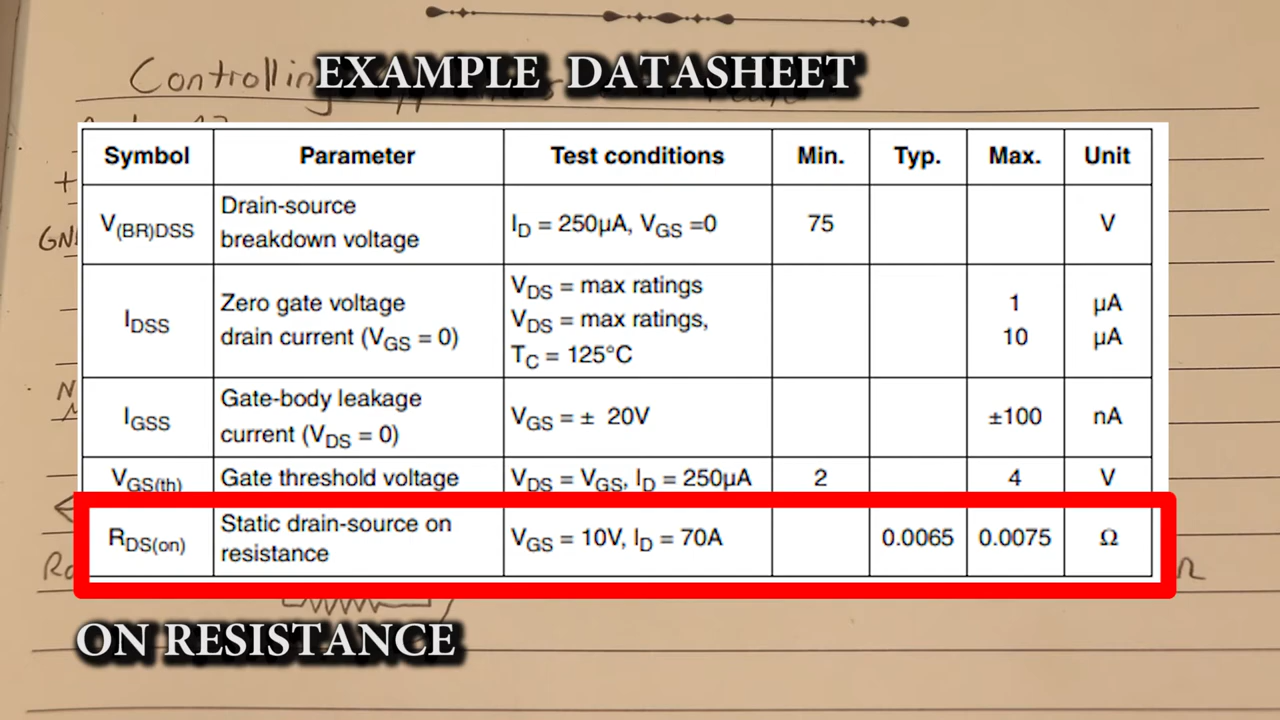 Controlling
EXAMPLE DATASHEET
Symbol Parameter Test conditions Min. Typ. Max. Unit
V(BR)DSS Drain-source breakdown voltage ID = 250µA, VGS =0 75 V
IDSS Zero gate voltage drain current (VGS = 0) VDS = max ratings 1 µA
VDS = max ratings, TC = 125°C 10 µA
IGSS Gate-body leakage current (VDS = 0) VGS = ± 20V ±100 nA
VGS(th) Gate threshold voltage VDS = VGS, ID = 250µA 2 4 V
RDS(on) Static drain-source on resistance VGS = 10V, ID = 70A 0.0065 0.0075 Ω
ON RESISTANCE